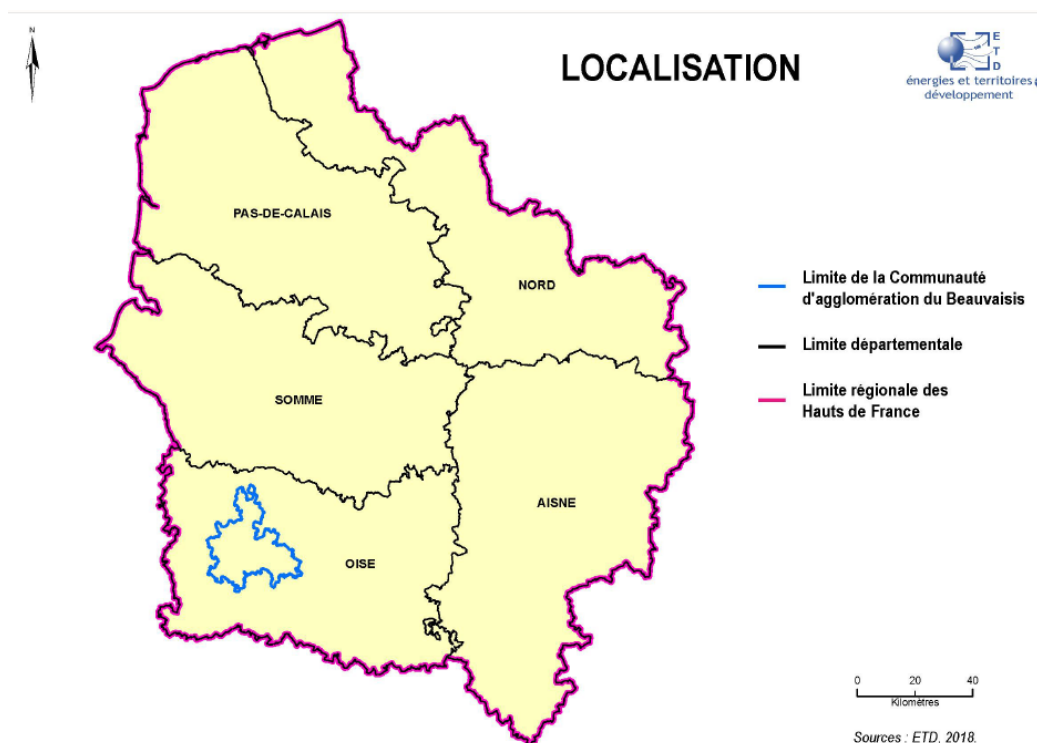 N
LOCALISATION
E
T
D
énergies et territoires
développement
PAS-DE-CALAIS
NORD
SOMME
AISNE
OISE
Limite de la Communauté
d'agglomération du Beauvaisis
Limite départementale
Limite régionale des
Hauts de France
0 20 40
Kilomètres
Sources : ETD, 2018.